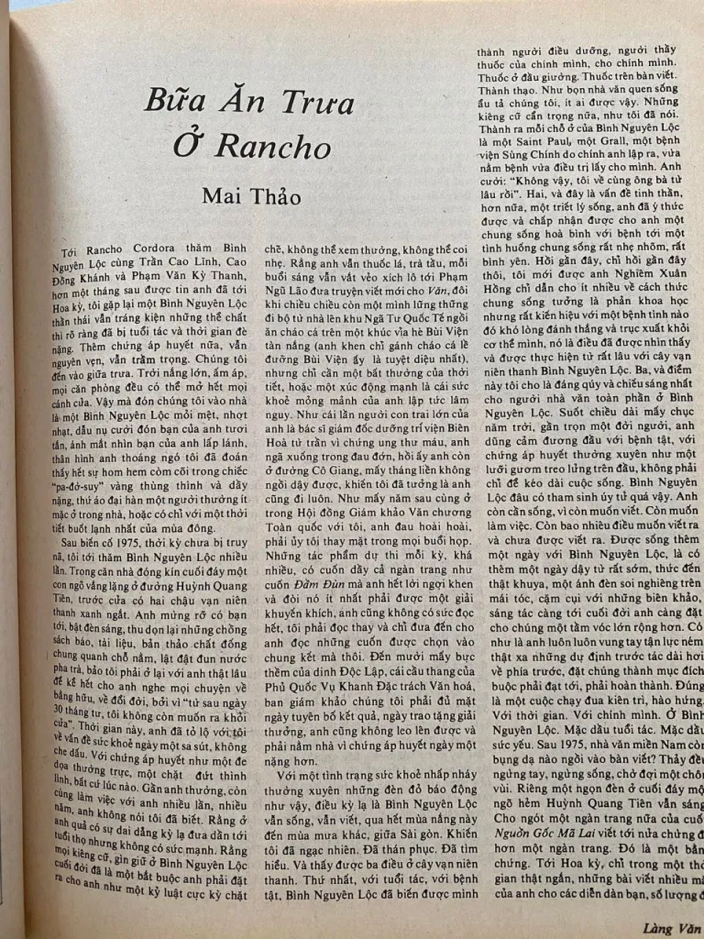 Bữa Ăn Trưa
Ở Rancho
Mai Thảo
Tới Rancho Cordora thăm Bình
Nguyên Lộc cùng Trần Cao Lĩnh, Cao
Đồng Khánh và Phạm Văn Kỳ Thanh,
hơn một tháng sau được tin anh đã tới
Hoa kỳ, tôi gặp lại một Bình Nguyên Lộc
thần thái vẫn tráng kiện những thể chất
thì rõ ràng đã bị tuổi tác và thời gian đè
nặng. Thêm chứng áp huyết nữa, vẫn
nguyên vẹn, vẫn trầm trọng. Chúng tôi
đến vào giữa trưa. Trời nắng lớn, ấm áp,
mọi căn phòng đều có thể mở hết mọi
cánh cửa. Vậy mà đón chúng tôi vào nhà
là một Bình Nguyên Lộc mỏi mệt, nhợt
nhạt, dẫu nụ cười đón bạn của anh tươi
tắn, ánh mắt nhìn bạn của anh lấp lánh,
thân hình anh thoáng ngó tôi đã đoán
thấy hết sự hom hem còi cõi trong chiếc
“pa-đờ-suy” vàng thùng thình và dầy
nặng, thứ áo đại hàn một người thường ít
mặc ở trong nhà, hoặc có chỉ với một thời
tiết buốt lạnh nhất của mùa đông.
Sau biến cố 1975, thời kỳ chưa bị truy
nã, tôi tới thăm Bình Nguyên Lộc nhiều
lần. Trong căn nhà đóng kín cuối đáy một
con ngõ vắng lặng ở đường Huỳnh Quang
Tiên, trước cửa có hai chậu vạn niên
thanh xanh ngắt. Anh mừng rỡ có bạn
tới, bật đèn sáng, thu dọn lại những chồng
sách báo, tài liệu, bản thảo chất đống
chung quanh chỗ nằm, lật đật đun nước
pha trà, bảo tôi phải ở lại với anh thật lâu
để kể hết cho anh nghe mọi chuyện về
bằng hữu, về đổi đời, bởi vì “từ sau ngày
30 tháng tư, tôi không còn muốn ra khỏi
cửa”. Thời gian này, anh đã tỏ lộ với tôi
về vấn đề sức khoẻ ngày một sa sút, không
che dấu. Với chứng áp huyết như một đe
dọa thường trực, một chặt đứt thình
lình, bất cứ lúc nào. Gần anh thường, còn
cùng làm việc với anh nhiều lần, nhiều
năm, anh không nói tôi đã biết. Rằng ở
anh quả có sự dai dẳng kỳ lạ đưa dần tới
tuổi thọ nhưng không có sức mạnh. Rằng
mọi kiêng cữ, gìn giữ ở Bình Nguyên Lộc
cuối đời đã là một bắt buộc anh phải đặt
ra cho anh như một kỷ luật cực kỳ chặt
chẽ, không thể xem thường, không thể coi
nhẹ. Rằng anh vẫn thuốc lá, trà tầu, mỗi
buổi sáng vẫn vắt vẻo xích lô tới Phạm
Ngũ Lão đưa truyện viết mới cho Văn, đôi
khi chiều chiều còn một mình lững thững
đi bộ từ nhà lên khu Ngã Tư Quốc Tế ngồi
ăn cháo cá trên một khúc vỉa hè Bùi Viện
tàn nắng (anh khen chỉ gánh cháo cá lề
đường Bùi Viện ấy là tuyệt diệu nhất),
nhưng chỉ cần một bất thường của thời
tiết, hoặc một xúc động mạnh là cái sức
khoẻ mỏng mảnh của anh lập tức lâm
nguy. Như cái lần người con trai lớn của
anh là bác sĩ giám đốc dưỡng trí viện Biên
Hoà từ trần vì chứng ung thư máu, anh
ngã xuống trong đau đớn, hồi ấy anh còn
ở đường Cô Giang, mấy tháng liền không
ngồi dậy được, khiến tôi đã tưởng là anh
cũng đi luôn. Như mấy năm sau cùng ở
trong Hội đồng Giám khảo Văn chương
Toàn quốc với tôi, anh đau hoài hoài,
phải ủy tôi thay mặt trong mọi buổi họp.
Những tác phẩm dự thi mỗi kỳ, khá
nhiều, có cuốn dầy cả ngàn trang như
cuốn Đầm Đùn mà anh hết lời ngợi khen
và đòi nó ít nhất phải được một giải
khuyến khích, anh cũng không có sức đọc
hết, tôi phải đọc thay và chỉ đưa đến cho
anh đọc những cuốn được chọn vào
chung kết mà thôi. Đến mười mấy bực
thềm của dinh Độc Lập, cái cầu thang của
Phủ Quốc Vụ Khanh Đặc trách Văn hoá,
ban giám khảo chúng tôi phải đủ mặt
ngày tuyên bố kết quả, ngày trao tặng giải
thưởng, anh cũng không leo lên được và
phải nằm nhà vì chứng áp huyết ngày một
nặng hơn.
Với một tình trạng sức khoẻ nhấp nháy
thường xuyên những đèn đỏ báo động
như vậy, điều kỳ lạ là Bình Nguyên Lộc
vẫn sống, vẫn viết, qua hết mùa nắng này
đến mùa mưa khác, giữa Sài gòn. Khiến
tôi đã ngạc nhiên. Đã thán phục. Đã tìm
hiểu. Và thấy được ba điều ở cây vạn niên
thanh. Thứ nhất, với tuổi tác, với bệnh
tật, Bình Nguyên Lộc đã biến được mình
thành người điều dưỡng, người thầy
thuốc của chính mình, cho chính mình.
Thuốc ở đầu giường. Thuốc trên bàn viết.
Thành thạo. Như bọn nhà văn quen sống
ẩu tả chúng tôi, ít ai được vậy. Những
kiêng cữ cẩn trọng nữa, như tôi đã nói.
Thành ra mỗi chỗ ở của Bình Nguyên Lộc
là một Saint Paul, một Grall, một bệnh
viện Sùng Chính do chính anh lập ra, vừa
nằm bệnh vừa điều trị lấy cho mình. Anh
cười: “Không vậy, tôi về cùng ông bà từ
lâu rồi”. Hai, và đây là vấn đề tinh thần,
hơn nữa, một triết lý sống, anh đã ý thức
được và chấp nhận được cho anh một
chung sống hoà bình với bệnh tới một
tình huống chung sống rất nhẹ nhõm, rất
bình yên. Hồi gần đây, chỉ hồi gần đây
thôi, tôi mới được anh Nghiêm Xuân
Hồng chỉ dẫn cho ít nhiều về cách thức
chung sống tưởng là phản khoa học
nhưng rất kiến hiệu với một bệnh tình nào
đó khó lòng đánh thắng và trục xuất khỏi
cơ thể mình, nó là điều đã được nhìn thấy
và được thực hiện từ rất lâu với cây vạn
niên thanh Bình Nguyên Lộc. Ba, và điểm
này tôi cho là đáng qúy và chiếu sáng nhất
cho người nhà văn toàn phần ở Bình
Nguyên Lộc. Suốt chiều dài mấy chục
năm trời, gần trọn một đời người, anh
dũng cảm đương đầu với bệnh tật, với
chứng áp huyết thường xuyên như một
lưỡi gươm treo lủng trên đầu, không phải
chỉ để kéo dài cuộc sống. Bình Nguyên
Lộc đâu có tham sinh úy tử quá vậy. Anh
còn cần sống, vì còn muốn viết. Còn muốn
làm việc. Còn bao nhiêu điều muốn viết ra
và chưa được viết ra. Được sống thêm
một ngày với Bình Nguyên Lộc, là có
thêm một ngày dậy từ rất sớm, thức đến
thật khuya, một ánh đèn soi nghiêng trên
mái tóc, cặm cụi với những biên khảo,
sáng tác càng tới cuối đời anh càng đặt
cho chúng một tầm vóc lớn rộng hơn. Có
như là anh luôn luôn vung tay tận lực ném
thật xa những dự định trước tác dài hơi
về phía trước, đặt chúng thành mục đích
buộc phải đạt tới, phải hoàn thành. Đúng
là một cuộc chạy đua kiên trì, hào hứng.
Với thời gian. Với chính mình. Ở Bình
Nguyên Lộc. Mặc dầu tuổi tác. Mặc dầu
sức yếu. Sau 1975, nhà văn miền Nam còn
bụng dạ nào ngồi vào bàn viết? Thảy đều
ngừng tay, ngừng sống, chờ đợi một chôn
vùi. Riêng một ngọn đèn ở cuối đáy một
ngõ hẻm Huỳnh Quang Tiên vẫn sáng
Cho ngót một ngàn trang nữa của cuốn
Nguồn Gốc Mã Lai viết tới nửa chừng đã
hơn một ngàn trang. Đó là một bằn
chứng. Tới Hoa kỳ, chỉ trong một thờ
gian thật ngắn, những bài viết nhiều mặ
của anh cho các diễn đàn bạn, số lượng đ
Làng Văn